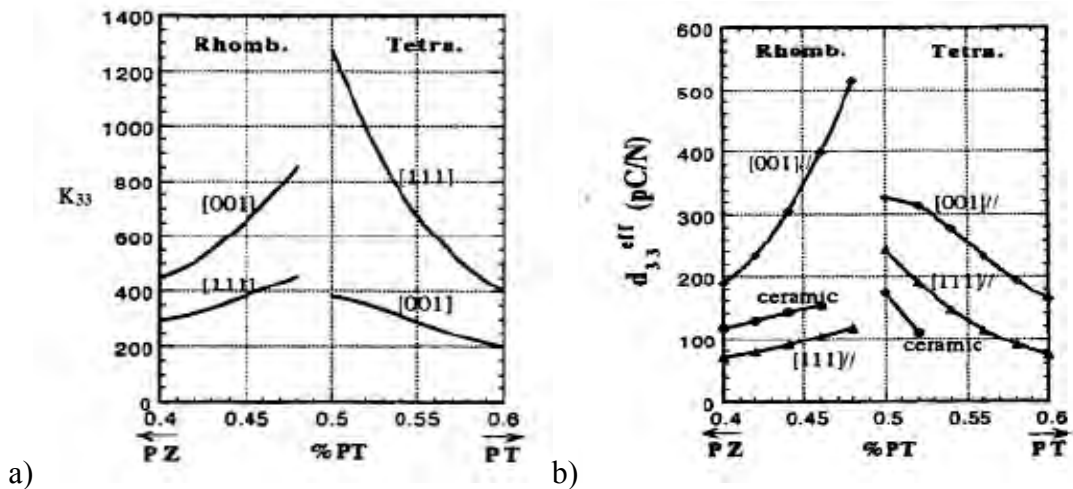 1400
Rhomb.
Tetra.
1200
1000
800
K33
[001]
[111]
600
400
[111]
[001]
200
0
0.4
0.45
0.5
0.55
0.6
PZ
%PT
PT
a)
600
Rhomb.
Tetra.
500
400
[001]//
d33eff (pC/N)
300
[001]//
200
ceramic
[111]//
100
[111]//
ceramic
0
0.4
0.45
0.5
0.55
0.6
PZ
%PT
PT
b)